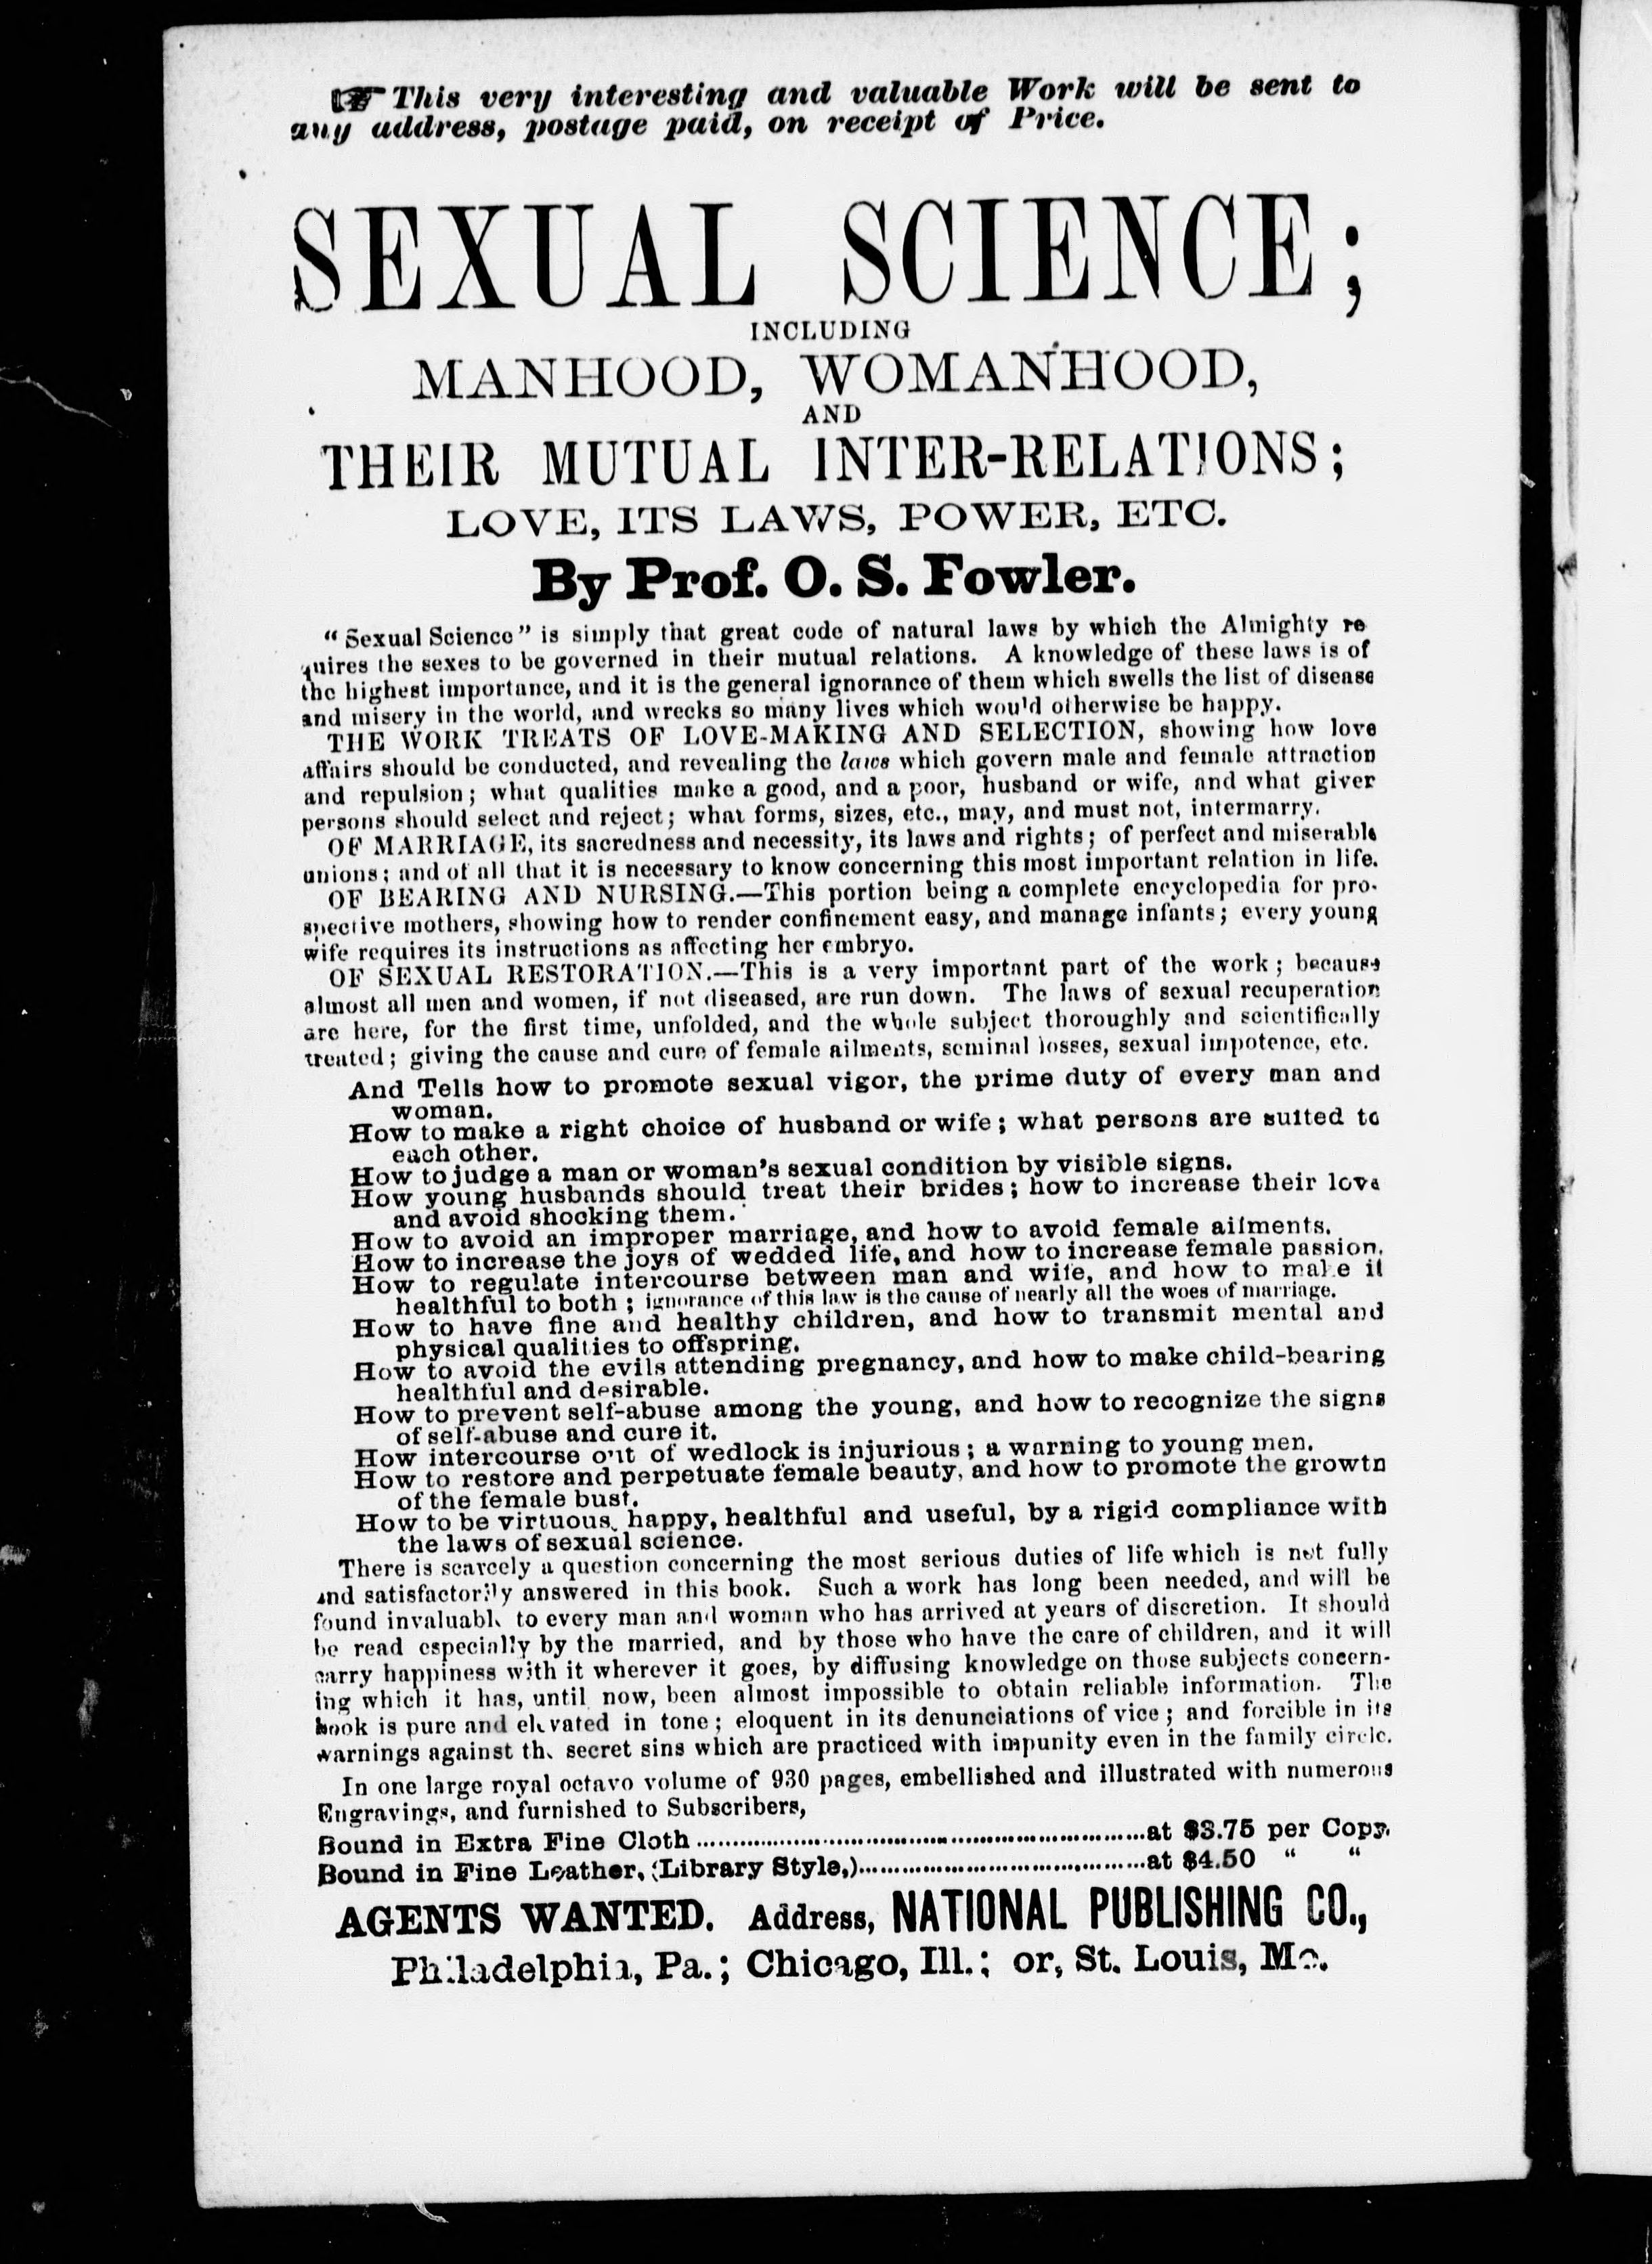 ☞ This very interesting and valuable Work will be sent to
any address, postage paid, on receipt of Price.
SEXUAL SCIENCE;
INCLUDING
MANHOOD, WOMANHOOD,
AND
THEIR MUTUAL INTER-RELATIONS;
LOVE, ITS LAWS, POWER, ETC.
By Prof. O. S. Fowler.
"Sexual Science" is simply that great code of natural laws by which the Almighty re
quires the sexes to be governed in their mutual relations. A knowledge of these laws is of
the highest importance, and it is the general ignorance of them which swells the list of disease
and misery in the world, and wrecks so many lives which would otherwise be happy.
THE WORK TREATS OF LOVE-MAKING AND SELECTION, showing how love
affairs should be conducted, and revealing the laws which govern male and female attraction
and repulsion; what qualities make a good, and a poor, husband or wife, and what giver
persons should select and reject; what forms, sizes, etc., may, and must not, intermarry.
OF MARRIAGE, its sacredness and necessity, its laws and rights; of perfect and miserable
unions; and of all that it is necessary to know concerning this most important relation in life.
OF BEARING AND NURSING.—This portion being a complete encyclopedia for pro-
spective mothers, showing how to render confinement easy, and manage infants; every young
wife requires its instructions as affecting her embryo.
OF SEXUAL RESTORATION.—This is a very important part of the work; because
almost all men and women, if not diseased, are run down. The laws of sexual recuperation
are here, for the first time, unfolded, and the whole subject thoroughly and scientifically
treated; giving the cause and cure of female ailments, seminal losses, sexual impotence, etc.
And Tells how to promote sexual vigor, the prime duty of every man and
woman.
How to make a right choice of husband or wife; what persons are suited to
each other.
How to judge a man or woman's sexual condition by visible signs.
How young husbands should treat their brides; how to increase their love
and avoid shocking them.
How to avoid an improper marriage, and how to avoid female ailments.
How to increase the joys of wedded life, and how to increase female passion.
How to regulate intercourse between man and wife, and how to make it
healthful to both; ignorance of this law is the cause of nearly all the woes of marriage.
How to have fine and healthy children, and how to transmit mental and
physical qualities to offspring.
How to avoid the evils attending pregnancy, and how to make child-bearing
healthful and desirable.
How to prevent self-abuse among the young, and how to recognize the signs
of self-abuse and cure it.
How intercourse out of wedlock is injurious; a warning to young men.
How to restore and perpetuate female beauty, and how to promote the growth
of the female bust.
How to be virtuous, happy, healthful and useful, by a rigid compliance with
the laws of sexual science.
There is scarcely a question concerning the most serious duties of life which is not fully
and satisfactorily answered in this book. Such a work has long been needed, and will be
found invaluable to every man and woman who has arrived at years of discretion. It should
be read especially by the married, and by those who have the care of children, and it will
carry happiness with it wherever it goes, by diffusing knowledge on those subjects concern-
ing which it has, until now, been almost impossible to obtain reliable information. The
book is pure and elevated in tone; eloquent in its denunciations of vice; and forcible in its
warnings against the secret sins which are practiced with impunity even in the family circle.
In one large royal octavo volume of 930 pages, embellished and illustrated with numerous
Engravings, and furnished to Subscribers,
Bound in Extra Fine Cloth ........ at $3.75 per Copy.
Bound in Fine Leather, (Library Style,) ........ at $4.50 " "
AGENTS WANTED. Address, NATIONAL PUBLISHING CO.,
Philadelphia, Pa.; Chicago, Ill.; or, St. Louis, Mo.